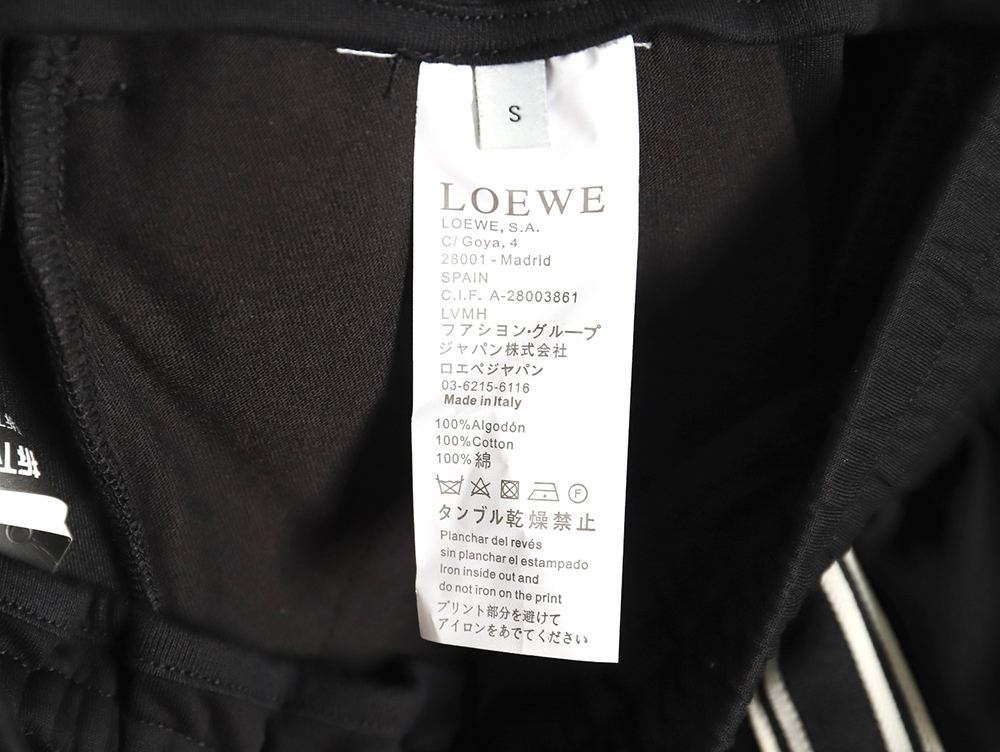 S
LOEWE
LOEWE, S.A.
C/ Goya, 4
28001 - Madrid
SPAIN
C.I.F. A-28003861
LVMH
フアシヨン・グループ
ジャパン株式会社
ロエペジャパン
03-6215-6116
Made in Italy
100%Algodón
100%Cotton
100% 綿
F
タンブル乾燥禁止
Planchar del revés
sin planchar el estampado
Iron inside out and
do not iron on the print
プリント部分を避けて
アイロンをあでてください